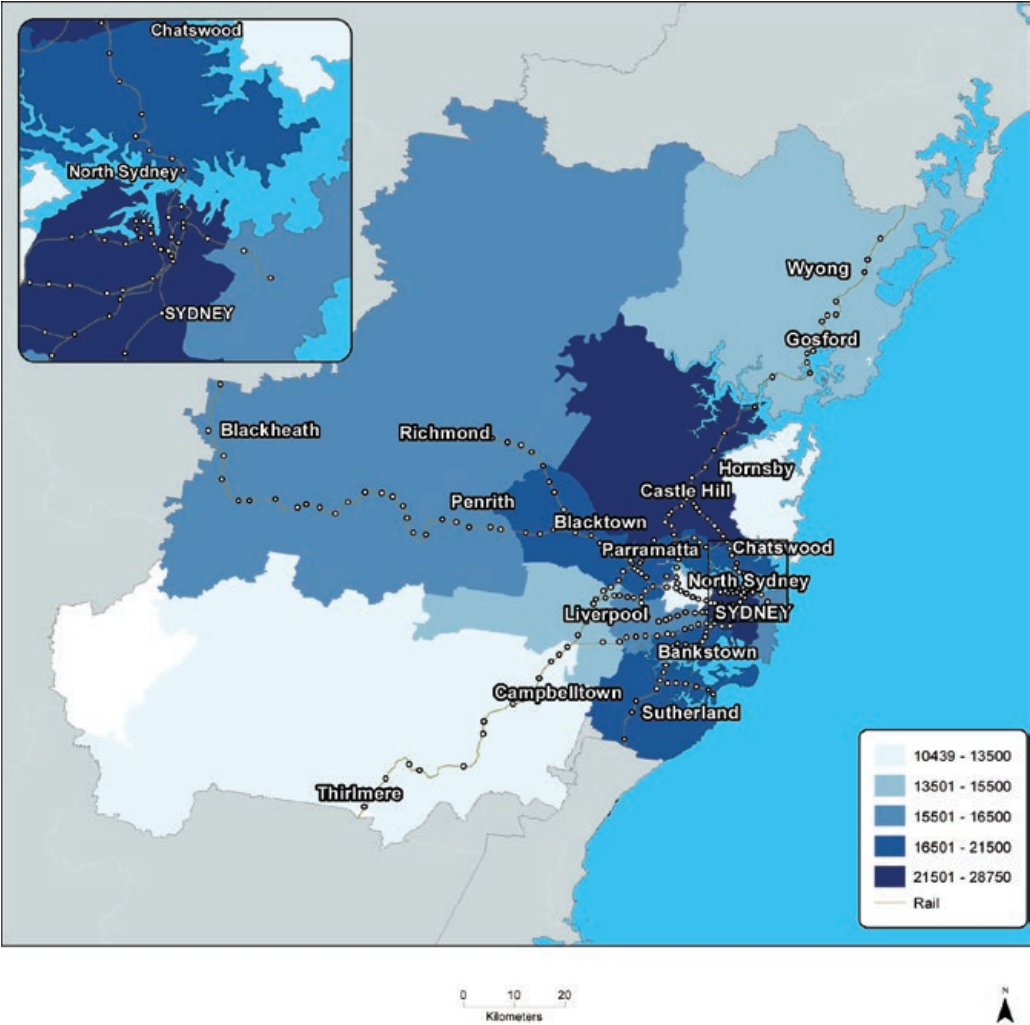 Chatswood
North Sydney
SYDNEY
Wyong
Gosford
Blackheath
Richmond
Hornsby
Castle Hill
Penrith
Blacktown
Parramatta
Chatswood
North Sydney
Liverpool
SYDNEY
Bankstown
Campbelltown
Sutherland
Thirlmere
10439 - 13500
13501 - 15500
15501 - 16500
16501 - 21500
21501 - 28750
Rail
0 10 20
Kilometers
N